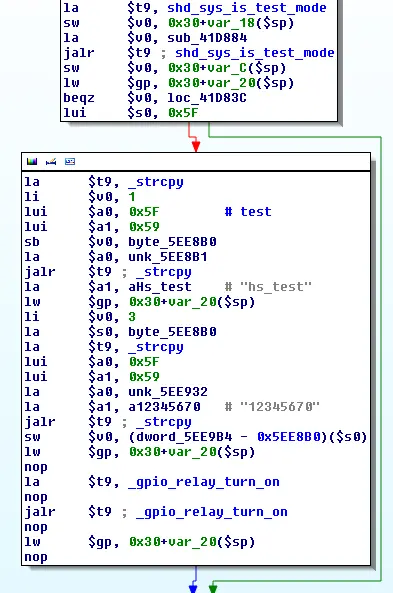 la $t9, shd_sys_is_test_mode
sw $v0, 0x30+var_18($sp)
la $v0, sub_41D884
jalr $t9 ; shd_sys_is_test_mode
sw $v0, 0x30+var_C($sp)
lw $gp, 0x30+var_20($sp)
beqz $v0, loc_41D83C
lui $s0, 0x5F
la $t9, _strcpy
li $v0, 1
lui $a0, 0x5F # test
lui $a1, 0x59
sb $v0, byte_5EE8B0
la $a0, unk_5EE8B1
jalr $t9 ; _strcpy
la $a1, aHs_test # "hs_test"
lw $gp, 0x30+var_20($sp)
li $v0, 3
la $s0, byte_5EE8B0
la $t9, _strcpy
lui $a0, 0x5F
lui $a1, 0x59
la $a0, unk_5EE932
la $a1, a12345670 # "12345670"
jalr $t9 ; _strcpy
sw $v0, (dword_5EE9B4 - 0x5EE8B0)($s0)
lw $gp, 0x30+var_20($sp)
nop
la $t9, _gpio_relay_turn_on
nop
jalr $t9 ; _gpio_relay_turn_on
nop
lw $gp, 0x30+var_20($sp)
nop